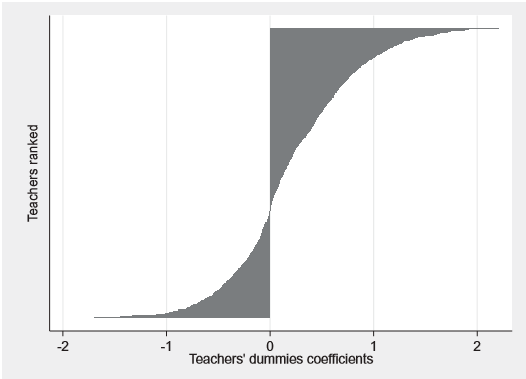 Teachers ranked
-2 -1 0 1 2
Teachers' dummies coefficients